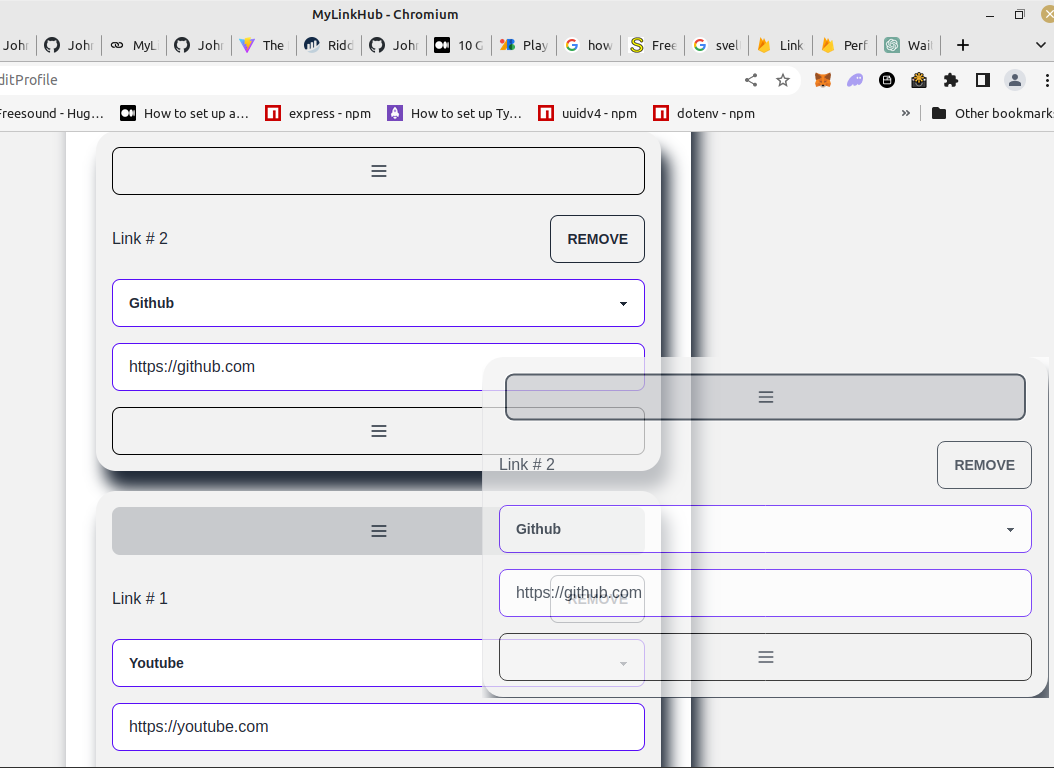 MyLinkHub - Chromium
John MyL John The Ridd John 10 G Play how Free svel Link Perf Wait
ditProfile
Freesound - Hug… How to set up a… express - npm How to set up Ty… uuidv4 - npm dotenv - npm » Other bookmarks
Link # 2
REMOVE
Github
https://github.com
Link # 2
REMOVE
Github
https://github.com
Link # 1
REMOVE
Youtube
https://youtube.com